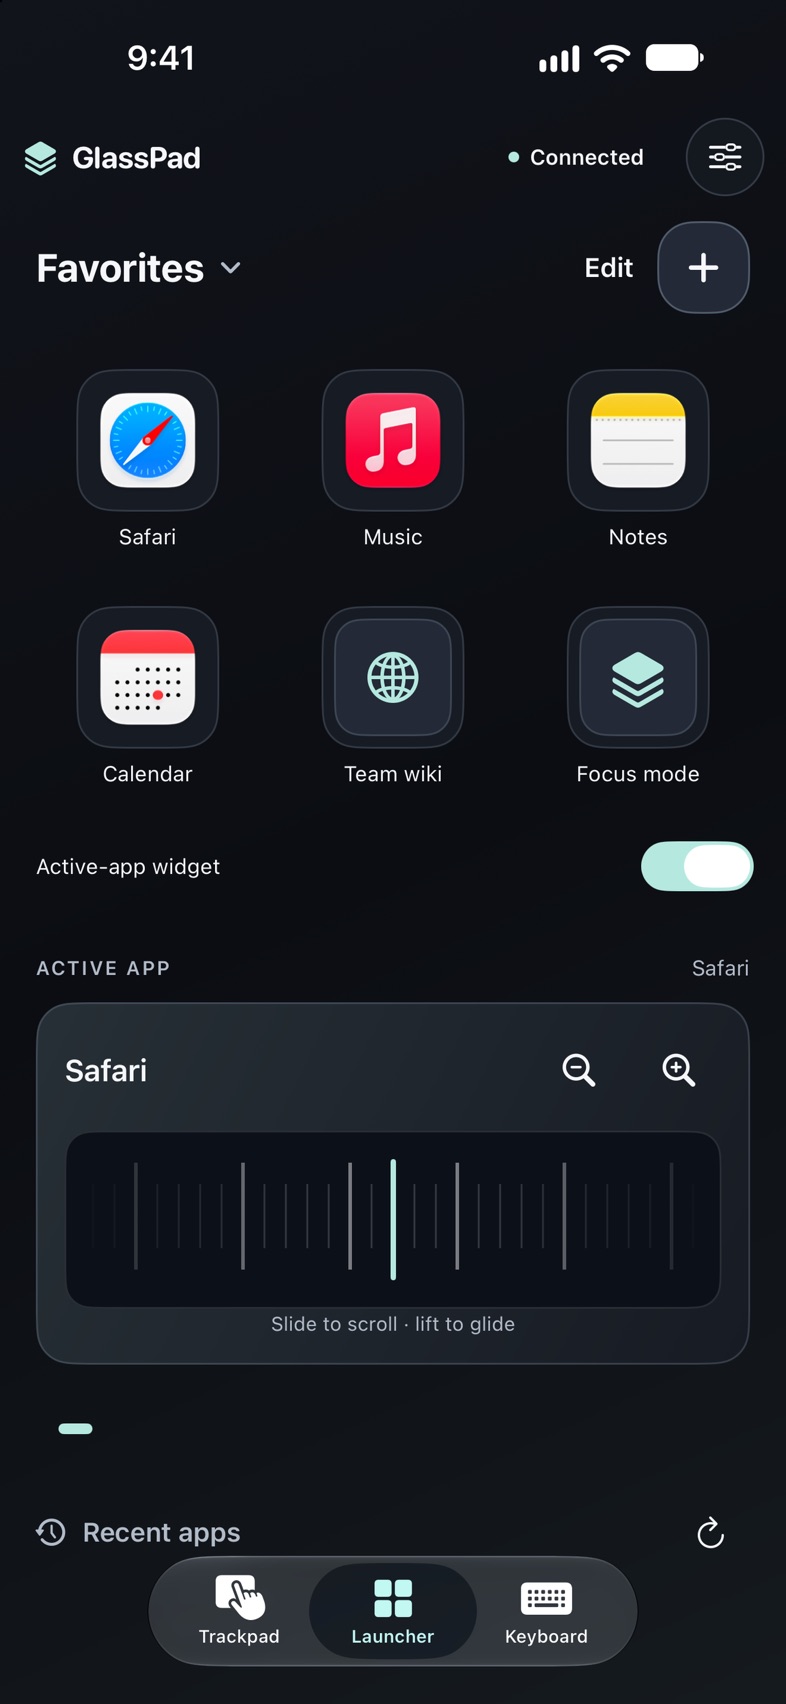 9:41
GlassPad
Connected
Favorites
Edit
Safari Music Notes
Calendar Team wiki Focus mode
Active-app widget
ACTIVE APP Safari
Safari
Slide to scroll · lift to glide
Recent apps
Trackpad Launcher Keyboard